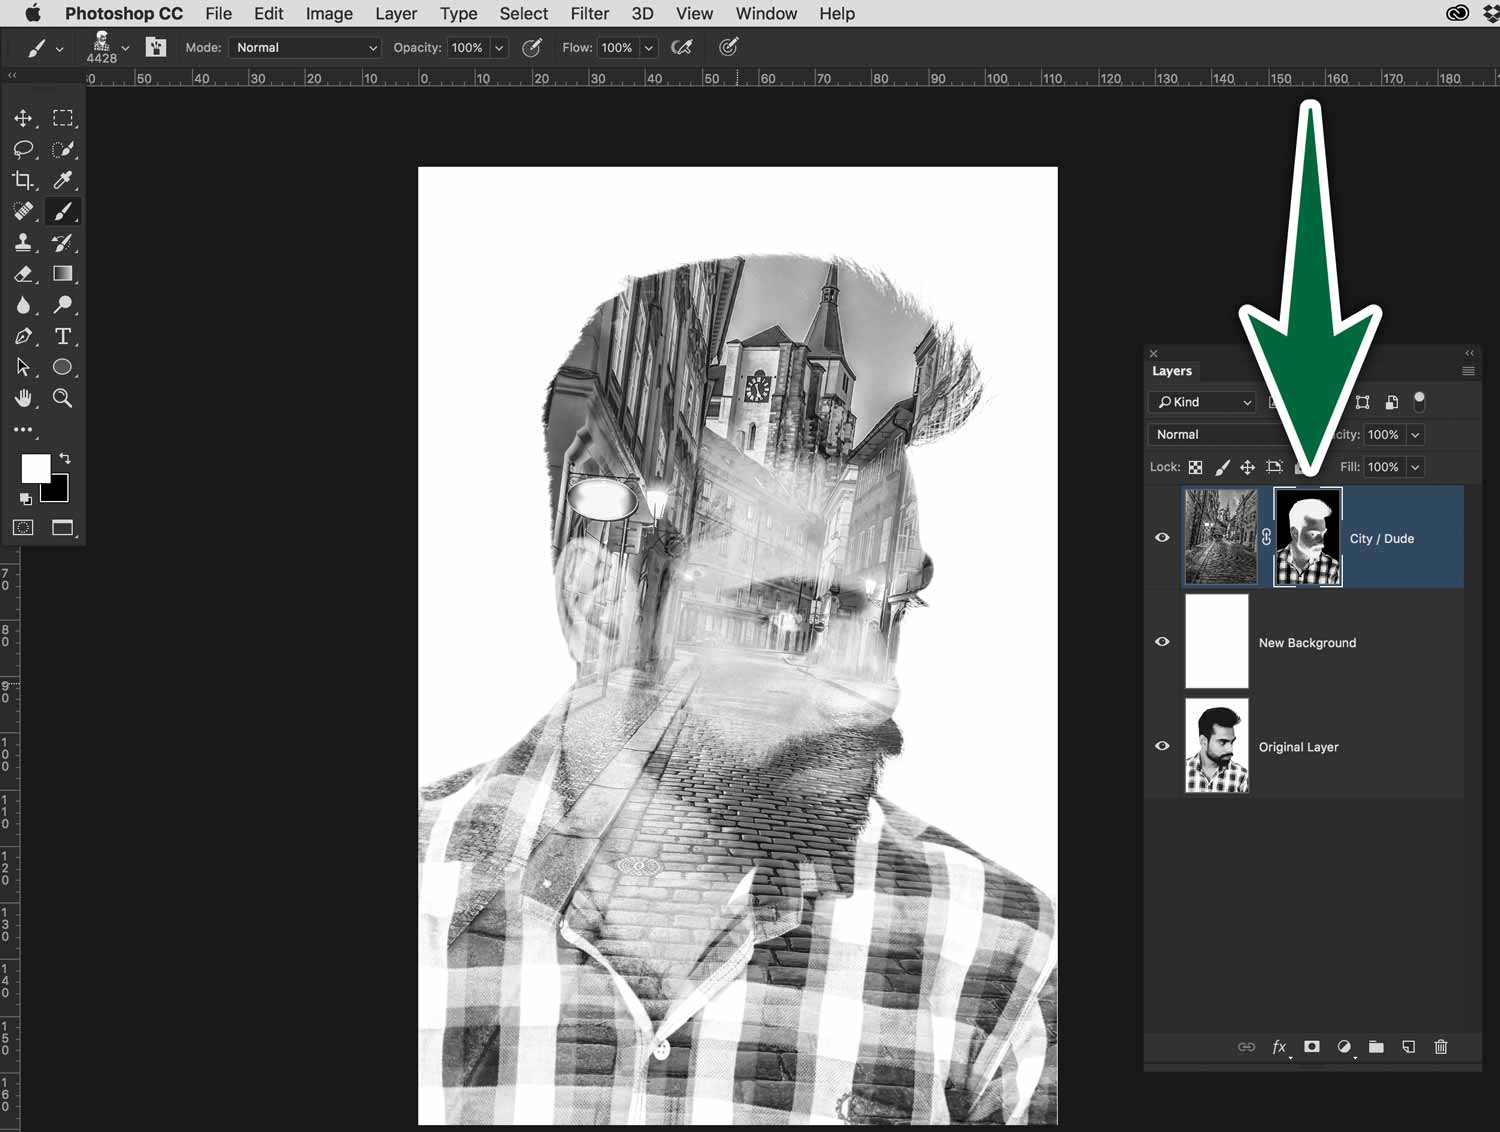 Photoshop CC File Edit Image Layer Type Select Filter 3D View Window Help
4428 Mode: Normal Opacity: 100% Flow: 100%
50 40 30 20 10 0 10 20 30 40 50 60 70 80 90 100 110 120 130 140 150 160 170 180
Layers
Kind
Normal city: 100%
Lock: Fill: 100%
City / Dude
New Background
Original Layer
fx
70
80
90
100
110
120
130
140
150
160